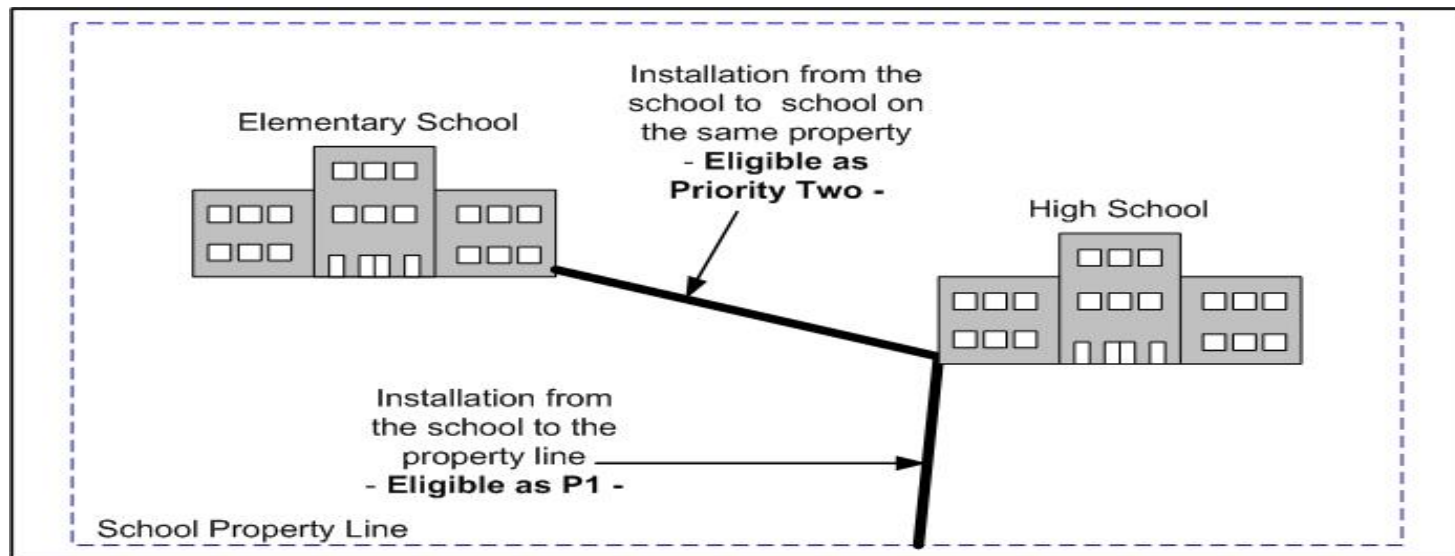 Installation from the
school to school on
the same property
- Eligible as
Priority Two -
Elementary School
High School
Installation from
the school to the
property line
- Eligible as P1 -
School Property Line